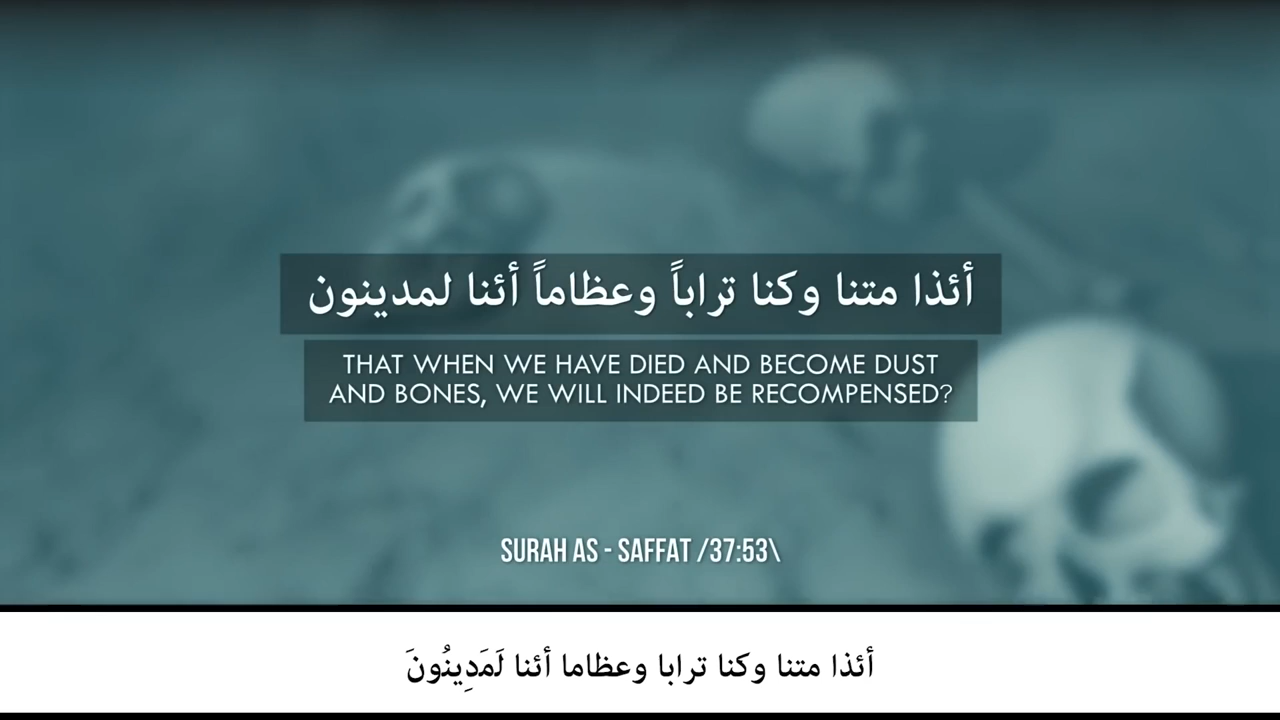 أئذا متنا وكنا تراباً وعظاماً أئنا لمدينون
THAT WHEN WE HAVE DIED AND BECOME DUST
AND BONES, WE WILL INDEED BE RECOMPENSED?
SURAH AS - SAFFAT /37:53\
أئذا متنا وكنا ترابا وعظاما أئنا لَمَدِينُونَ